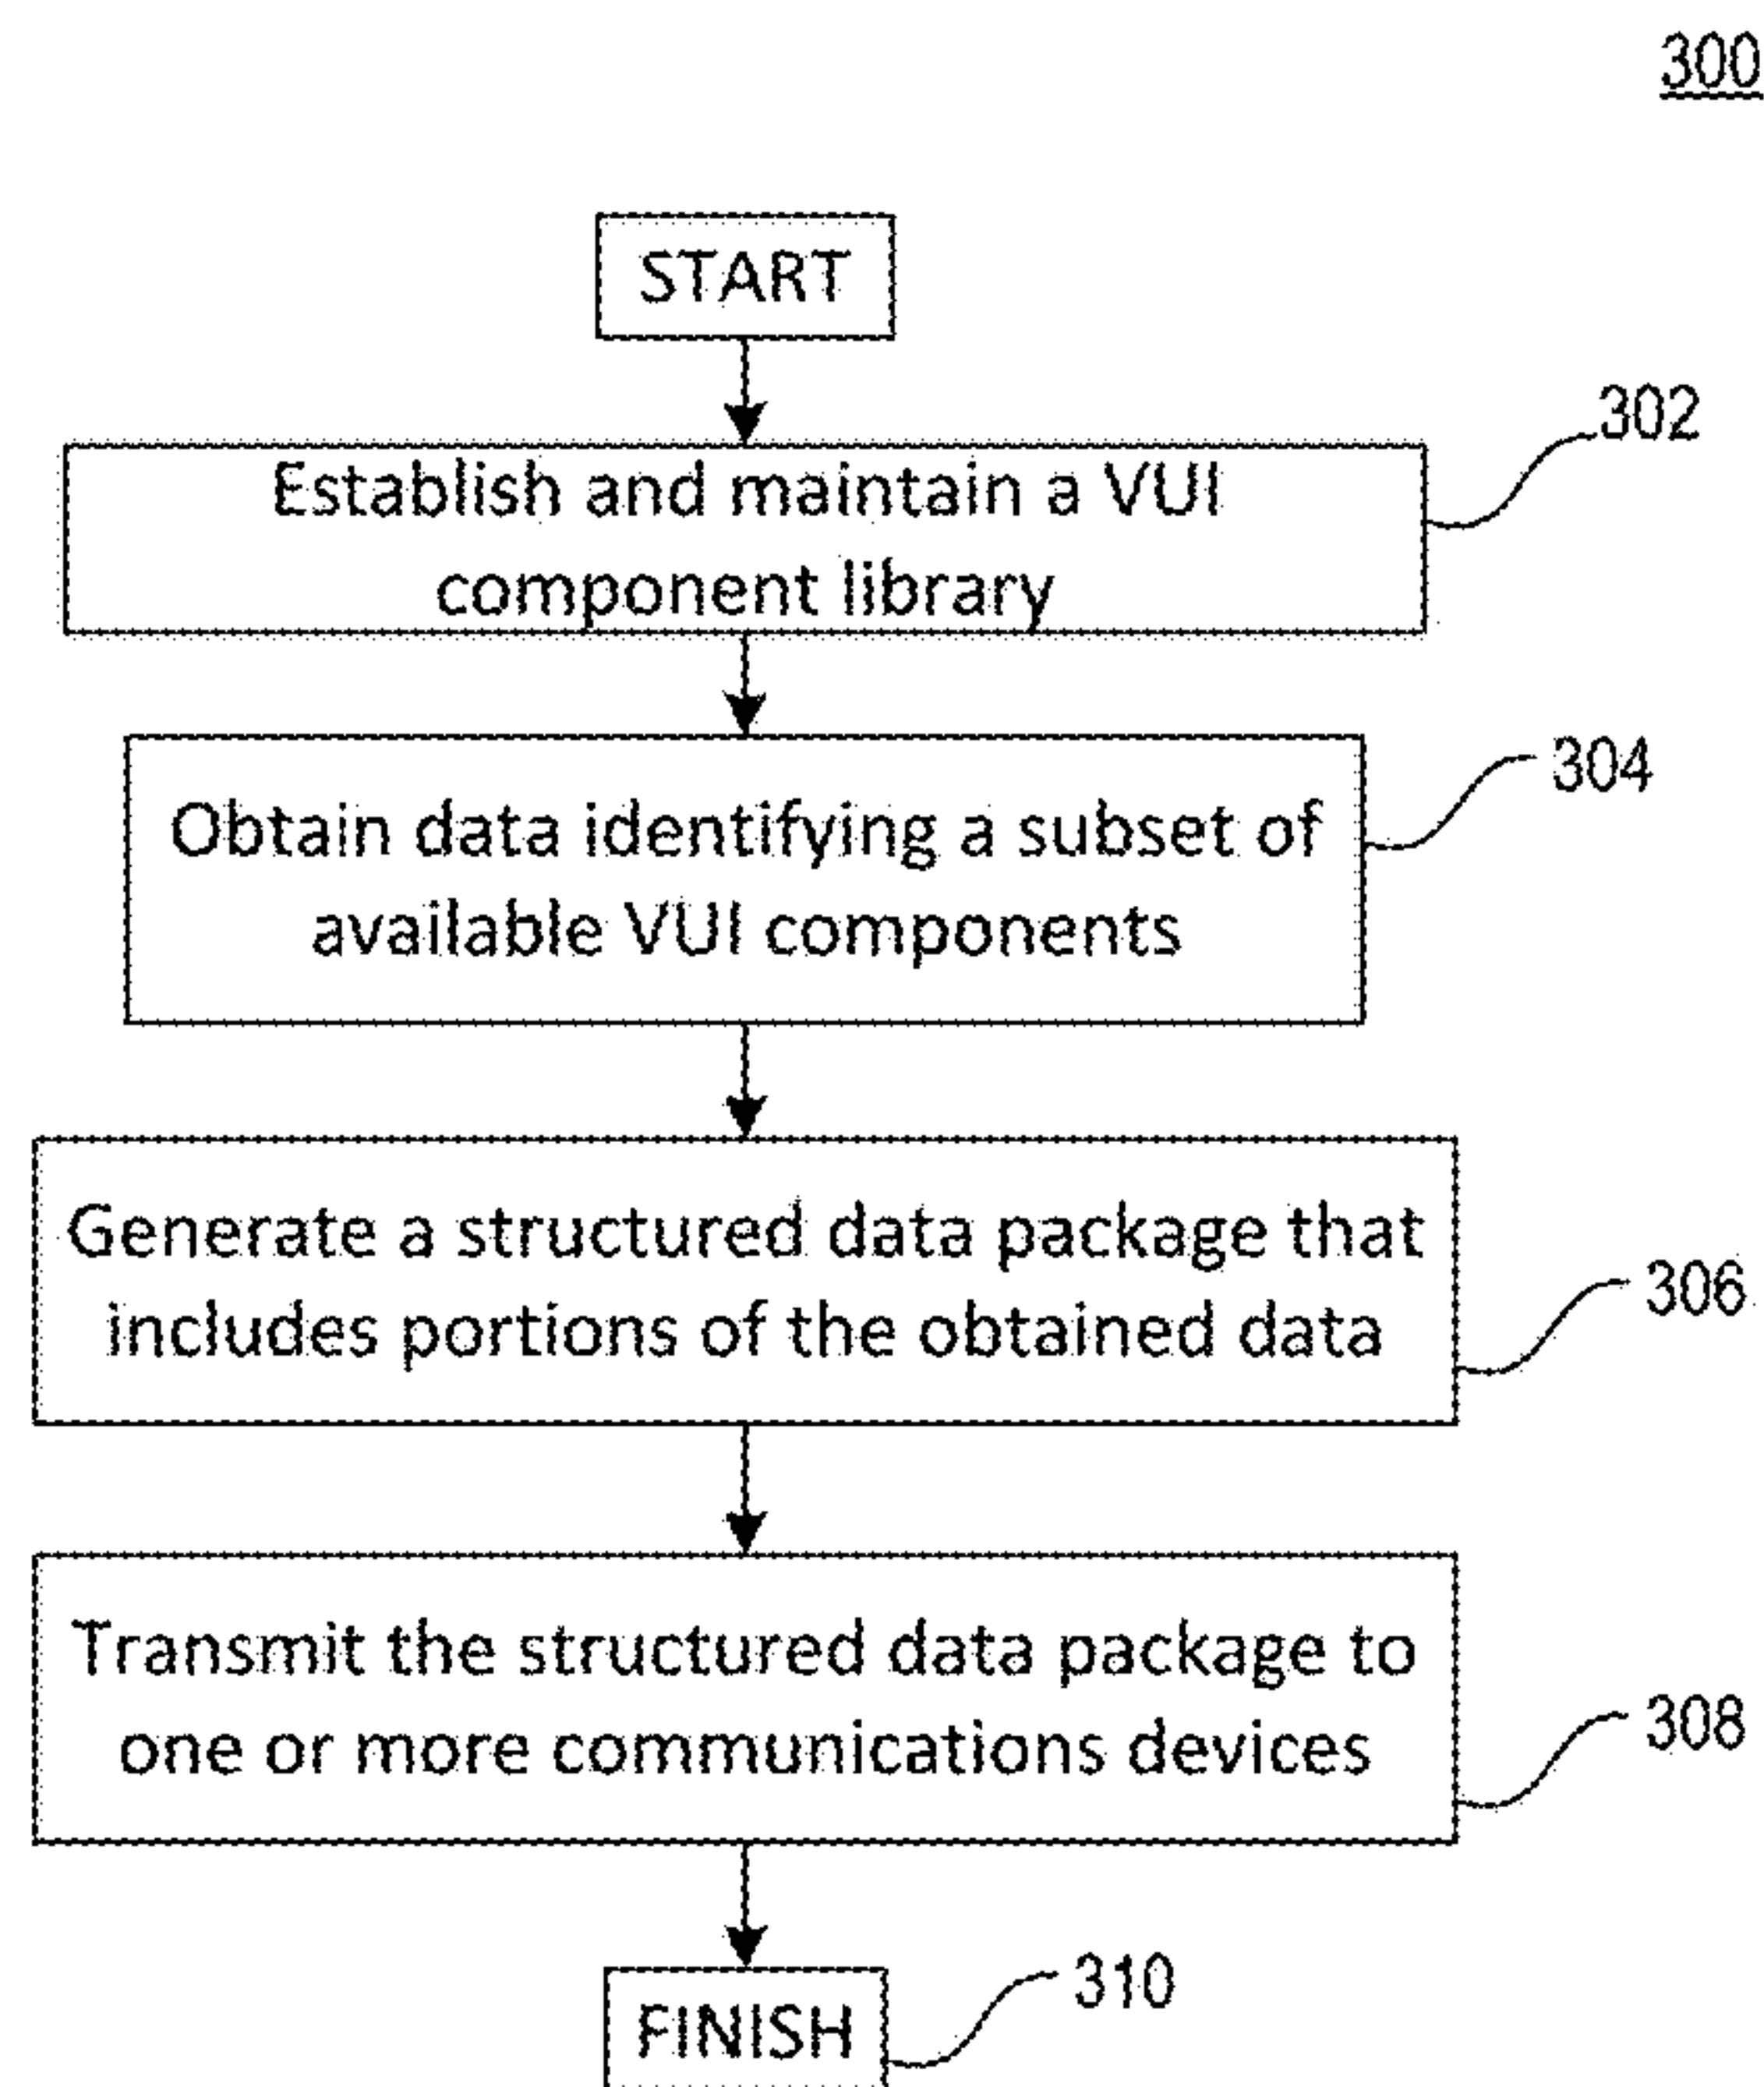 300
START
302
Establish and maintain a VUI
component library
304
Obtain data identifying a subset of
available VUI components
Generate a structured data package that
includes portions of the obtained data
306
Transmit the structured data package to
one or more communications devices
308
310
FINISH